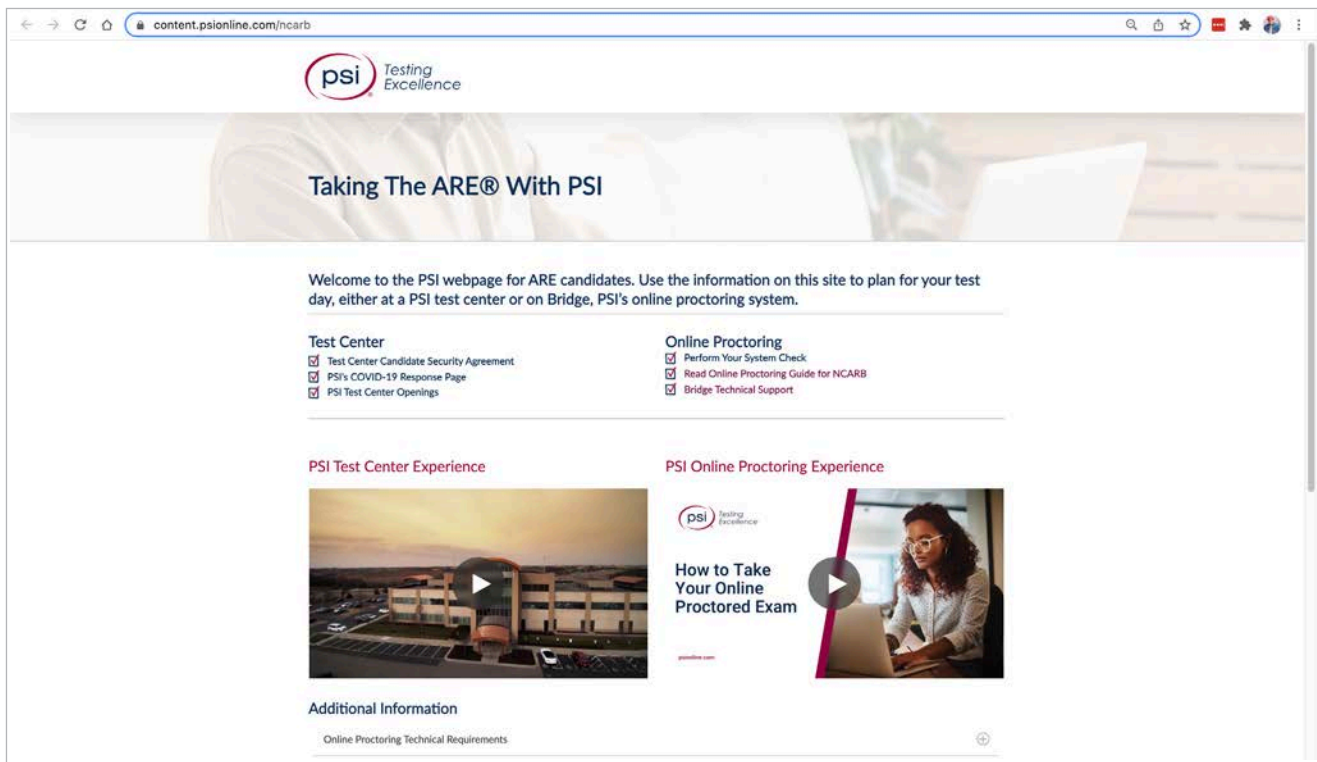 content.psionline.com/ncarb
psi Testing
Excellence
Taking The ARE® With PSI
Welcome to the PSI webpage for ARE candidates. Use the information on this site to plan for your test
day, either at a PSI test center or on Bridge, PSI's online proctoring system.
Test Center
Test Center Candidate Security Agreement
PSI's COVID-19 Response Page
PSI Test Center Openings
Online Proctoring
Perform Your System Check
Read Online Proctoring Guide for NCARB
Bridge Technical Support
PSI Test Center Experience
PSI Online Proctoring Experience
psi Testing
Excellence
How to Take
Your Online
Proctored Exam
psionline.com
Additional Information
Online Proctoring Technical Requirements